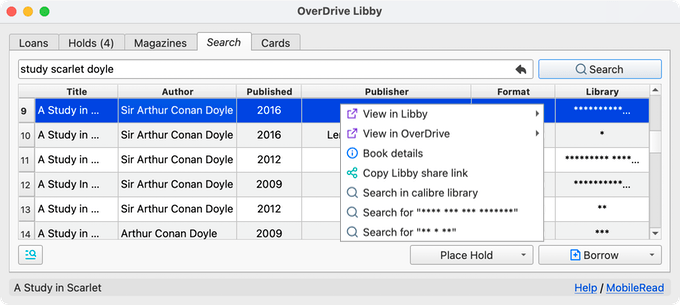 OverDrive Libby
Loans Holds (4) Magazines Search Cards
study scarlet doyle Search
Title Author Published Publisher Format Library
9 A Study in ... Sir Arthur Conan Doyle 2016 **********...
10 A Study in ... Sir Arthur Conan Doyle 2016 *
11 A Study in ... Sir Arthur Conan Doyle 2012 ********* ****...
12 A Study In ... Sir Arthur Conan Doyle 2009 **********...
13 A Study in ... Sir Arthur Conan Doyle 2012 **
14 A Study In ... Arthur Conan Doyle 2009 ***
View in Libby
View in OverDrive
Book details
Copy Libby share link
Search in calibre library
Search for "**** *** *** *******"
Search for "** * **"
Place Hold Borrow
A Study in Scarlet Help / MobileRead